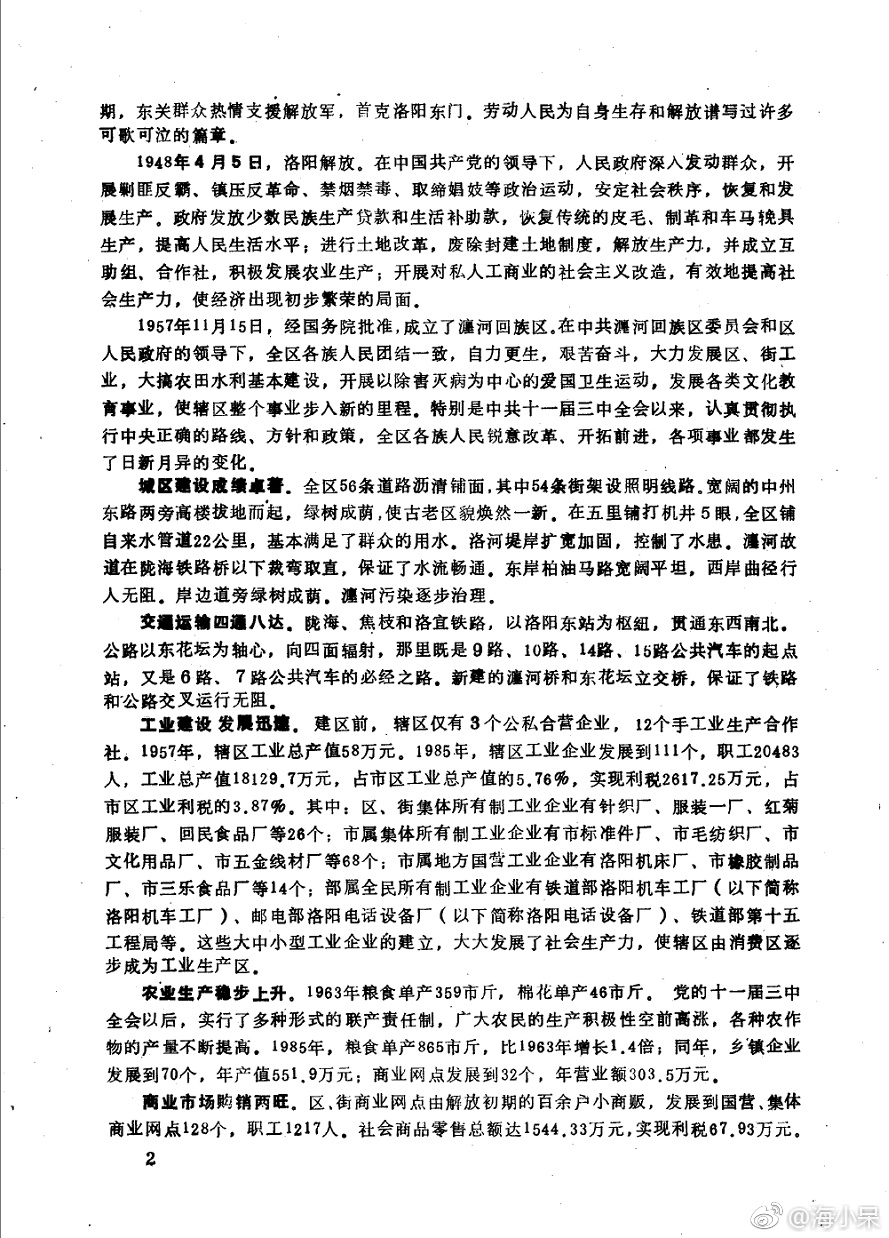 期，东关群众热情支援解放军，首克洛阳东门。劳动人民为自身生存和解放谱写过许多
可歌可泣的篇章。
1948年4月5日，洛阳解放。在中国共产党的领导下，人民政府深入发动群众，开
展剿匪反霸、镇压反革命、禁烟禁毒、取缔娼妓等政治运动，安定社会秩序，恢复和发
展生产。政府发放少数民族生产贷款和生活补助款，恢复传统的皮毛、制革和车马挽具
生产，提高人民生活水平；进行土地改革，废除封建土地制度，解放生产力，并成立互
助组、合作社，积极发展农业生产；开展对私人工商业的社会主义改造，有效地提高社
会生产力，使经济出现初步繁荣的局面。
1957年11月15日，经国务院批准，成立了瀍河回族区。在中共瀍河回族区委员会和区
人民政府的领导下，全区各族人民团结一致，自力更生，艰苦奋斗，大力发展区、街工
业，大搞农田水利基本建设，开展以除害灭病为中心的爱国卫生运动，发展各类文化教
育事业，使辖区整个事业步入新的里程。特别是中共十一届三中全会以来，认真贯彻执
行中央正确的路线、方针和政策，全区各族人民锐意改革、开拓前进，各项事业都发生
了日新月异的变化。
城区建设成绩卓著。全区56条道路沥清铺面，其中54条街架设照明线路。宽阔的中州
东路两旁高楼拔地而起，绿树成荫，使古老区貌焕然一新。在五里铺打机井5眼，全区铺
自来水管道22公里，基本满足了群众的用水。洛河堤岸扩宽加固，控制了水患。瀍河故
道在陇海铁路桥以下裁弯取直，保证了水流畅通。东岸柏油马路宽阔平坦，西岸曲径行
人无阻。岸边道旁绿树成荫。瀍河污染逐步治理。
交通运输四通八达。陇海、焦枝和洛宜铁路，以洛阳东站为枢纽，贯通东西南北。
公路以东花坛为轴心，向四面辐射，那里既是9路、10路、14路、15路公共汽车的起点
站，又是6路、7路公共汽车的必经之路。新建的瀍河桥和东花坛立交桥，保证了铁路
和公路交叉运行无阻。
工业建设发展迅速。建区前，辖区仅有3个公私合营企业，12个手工业生产合作
社。1957年，辖区工业总产值58万元。1985年，辖区工业企业发展到111个，职工20483
人，工业总产值18129.7万元，占市区工业总产值的5.76%，实现利税2617.25万元，占
市区工业利税的3.87%。其中：区、街集体所有制工业企业有针织厂、服装一厂、红菊
服装厂、回民食品厂等26个；市属集体所有制工业企业有市标准件厂、市毛纺织厂、市
文化用品厂、市五金线材厂等68个；市属地方国营工业企业有洛阳机床厂、市橡胶制品
厂、市三乐食品厂等14个；部属全民所有制工业企业有铁道部洛阳机车工厂（以下简称
洛阳机车工厂）、邮电部洛阳电话设备厂（以下简称洛阳电话设备厂）、铁道部第十五
工程局等。这些大中小型工业企业的建立，大大发展了社会生产力，使辖区由消费区逐
步成为工业生产区。
农业生产稳步上升。1963年粮食单产359市斤，棉花单产46市斤。党的十一届三中
全会以后，实行了多种形式的联产责任制，广大农民的生产积极性空前高涨，各种农作
物的产量不断提高。1985年，粮食单产865市斤，比1963年增长1.4倍；同年，乡镇企业
发展到70个，年产值551.9万元；商业网点发展到32个，年营业额303.5万元。
商业市场购销两旺。区、街商业网点由解放初期的百余户小商贩，发展到国营、集体
商业网点128个，职工1217人。社会商品零售总额达1544.33万元，实现利税67.93万元。
2
@海小呆